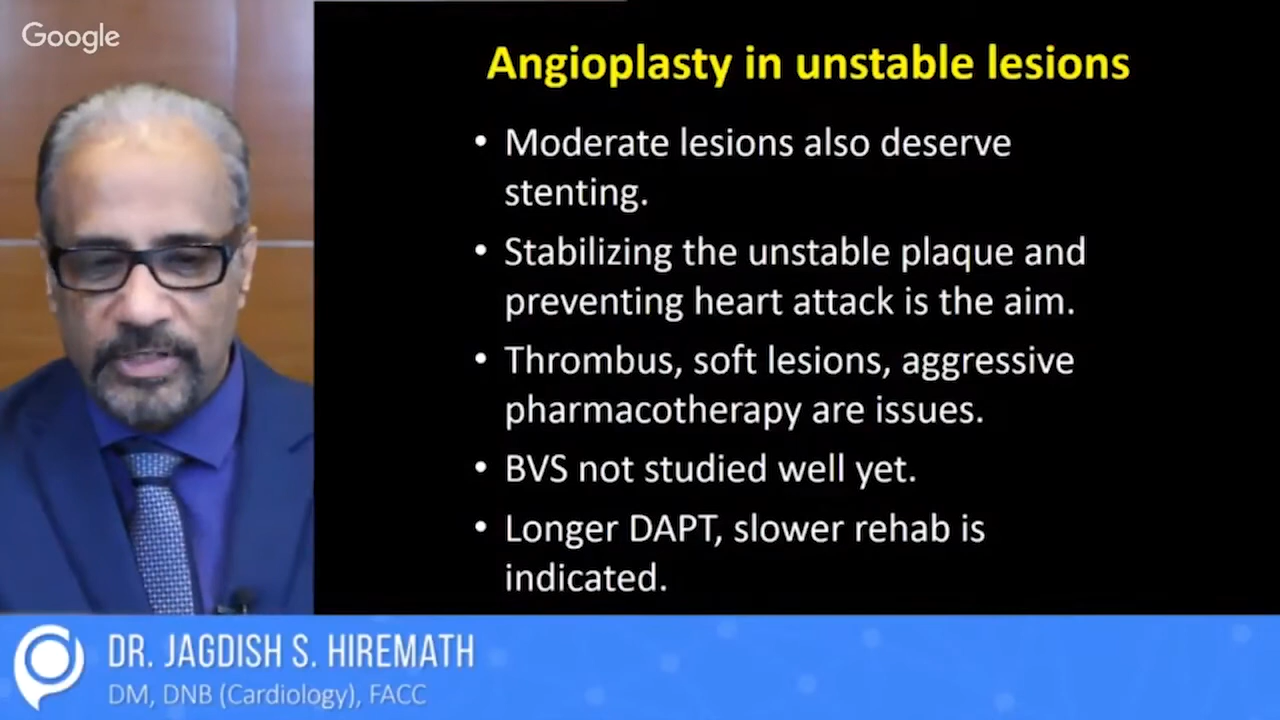 Google
Angioplasty in unstable lesions
• Moderate lesions also deserve
stenting.
• Stabilizing the unstable plaque and
preventing heart attack is the aim.
• Thrombus, soft lesions, aggressive
pharmacotherapy are issues.
• BVS not studied well yet.
• Longer DAPT, slower rehab is
indicated.
DR. JAGDISH S. HIREMATH
DM, DNB (Cardiology), FACC